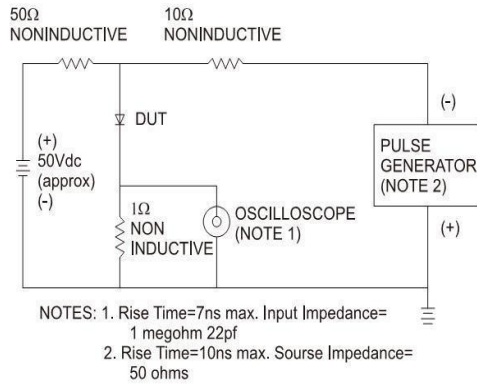 50Ω
NONINDUCTIVE
10Ω
NONINDUCTIVE
DUT
(+)
50Vdc
(approx)
(-)
1Ω
NON
INDUCTIVE
OSCILLOSCOPE
(NOTE 1)
(-)
PULSE
GENERATOR
(NOTE 2)
(+)
NOTES: 1. Rise Time=7ns max. Input Impedance=
1 megohm 22pf
2. Rise Time=10ns max. Sourse Impedance=
50 ohms